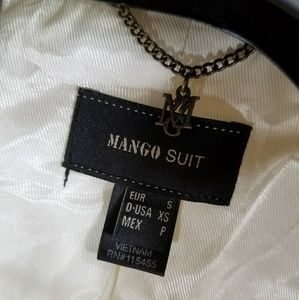 MANGO SUIT
EUR S
D-USA XS
MEX P
VIETNAM
RN#115455